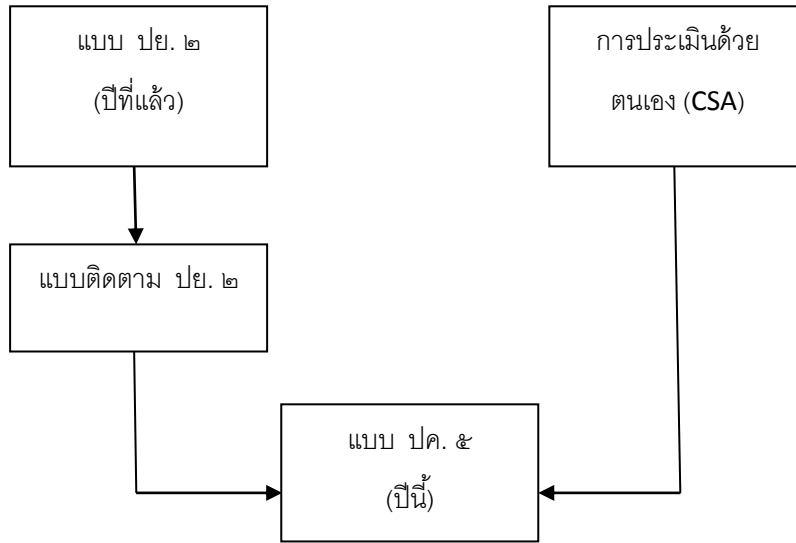 แบบ ปย. ๒
(ปีที่แล้ว)
การประเมินด้วย
ตนเอง (CSA)
แบบติดตาม ปย. ๒
แบบ ปค. ๕
(ปีนี้)